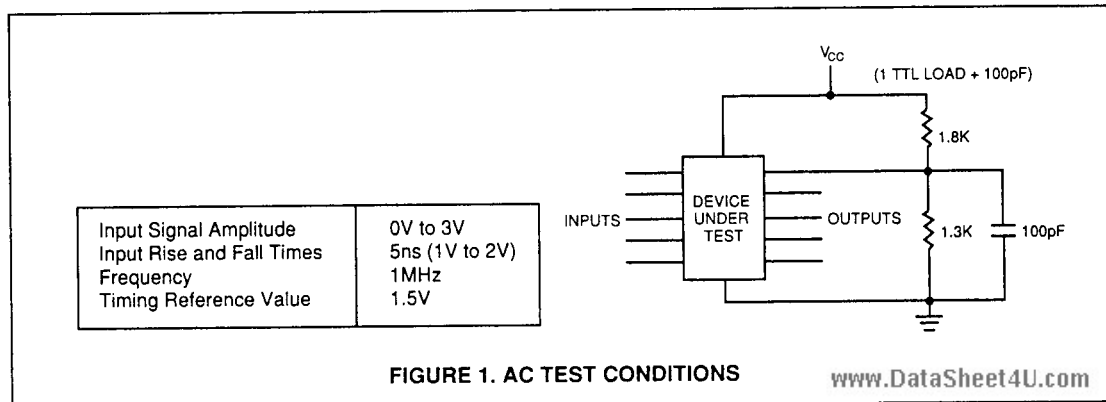 V_CC
(1 TTL LOAD + 100pF)
1.8K
DEVICE
UNDER
TEST
INPUTS
OUTPUTS
1.3K
100pF
Input Signal Amplitude 0V to 3V
Input Rise and Fall Times 5ns (1V to 2V)
Frequency 1MHz
Timing Reference Value 1.5V
FIGURE 1. AC TEST CONDITIONS
www.DataSheet4U.com